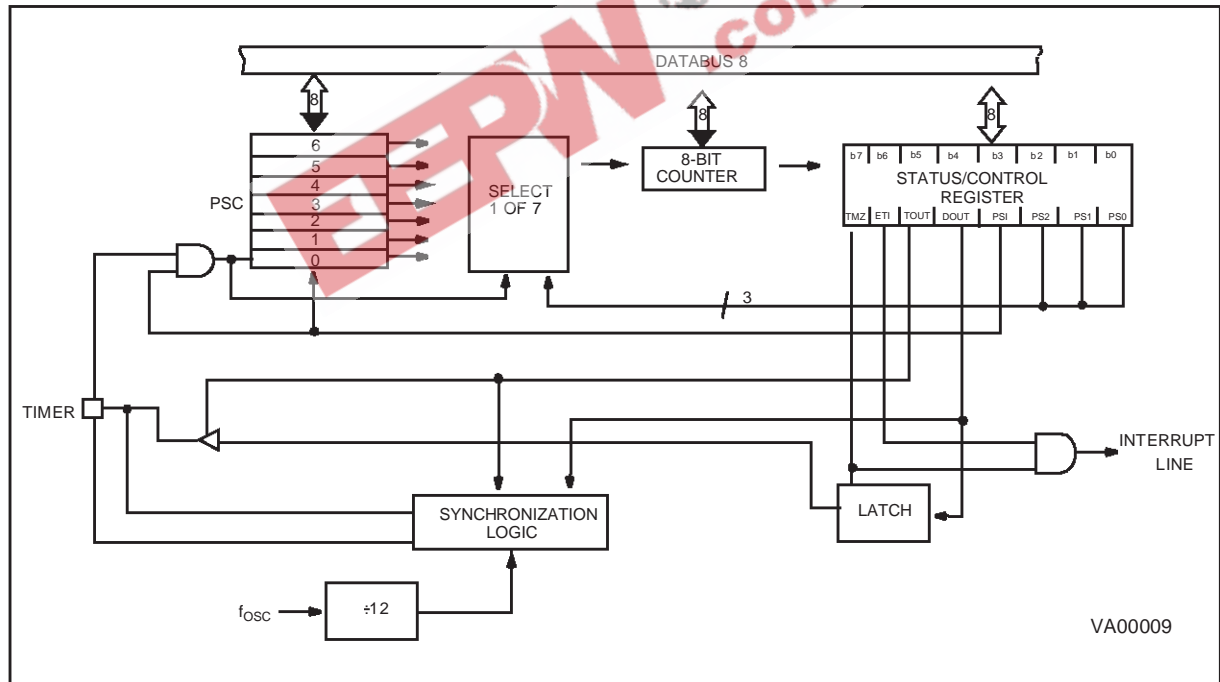 DATABUS 8
8
8
8
6
5
4
3
2
1
0
PSC
SELECT
1 OF 7
8-BIT
COUNTER
b7 b6 b5 b4 b3 b2 b1 b0
STATUS/CONTROL
REGISTER
TMZ ETI TOUT DOUT PSI PS2 PS1 PS0
3
TIMER
INTERRUPT
LINE
SYNCHRONIZATION
LOGIC
LATCH
fOSC
÷12
VA00009
EEPW.com